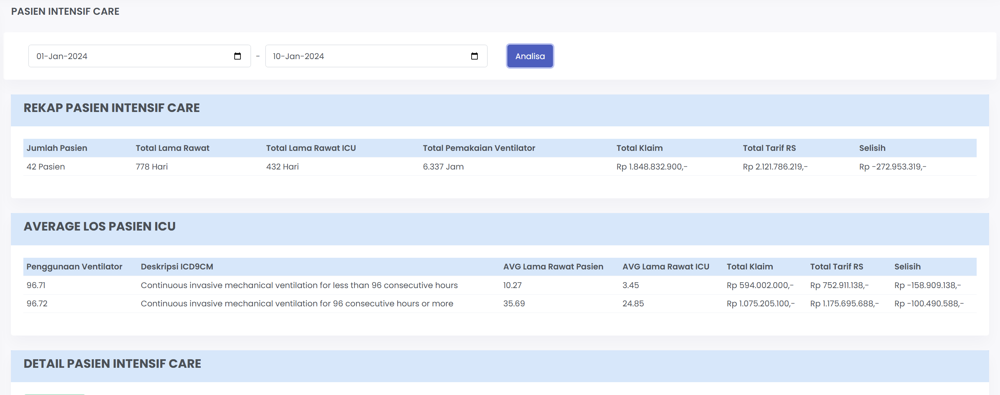 PASIEN INTENSIF CARE
01-Jan-2024 - 10-Jan-2024 Analisa
REKAP PASIEN INTENSIF CARE
Jumlah Pasien Total Lama Rawat Total Lama Rawat ICU Total Pemakaian Ventilator Total Klaim Total Tarif RS Selisih
42 Pasien 778 Hari 432 Hari 6.337 Jam Rp 1.848.832.900,- Rp 2.121.786.219,- Rp -272.953.319,-
AVERAGE LOS PASIEN ICU
Penggunaan Ventilator Deskripsi ICD9CM AVG Lama Rawat Pasien AVG Lama Rawat ICU Total Klaim Total Tarif RS Selisih
96.71 Continuous invasive mechanical ventilation for less than 96 consecutive hours 10.27 3.45 Rp 594.002.000,- Rp 752.911.138,- Rp -158.909.138,-
96.72 Continuous invasive mechanical ventilation for 96 consecutive hours or more 35.69 24.85 Rp 1.075.205.100,- Rp 1.175.695.688,- Rp -100.490.588,-
DETAIL PASIEN INTENSIF CARE